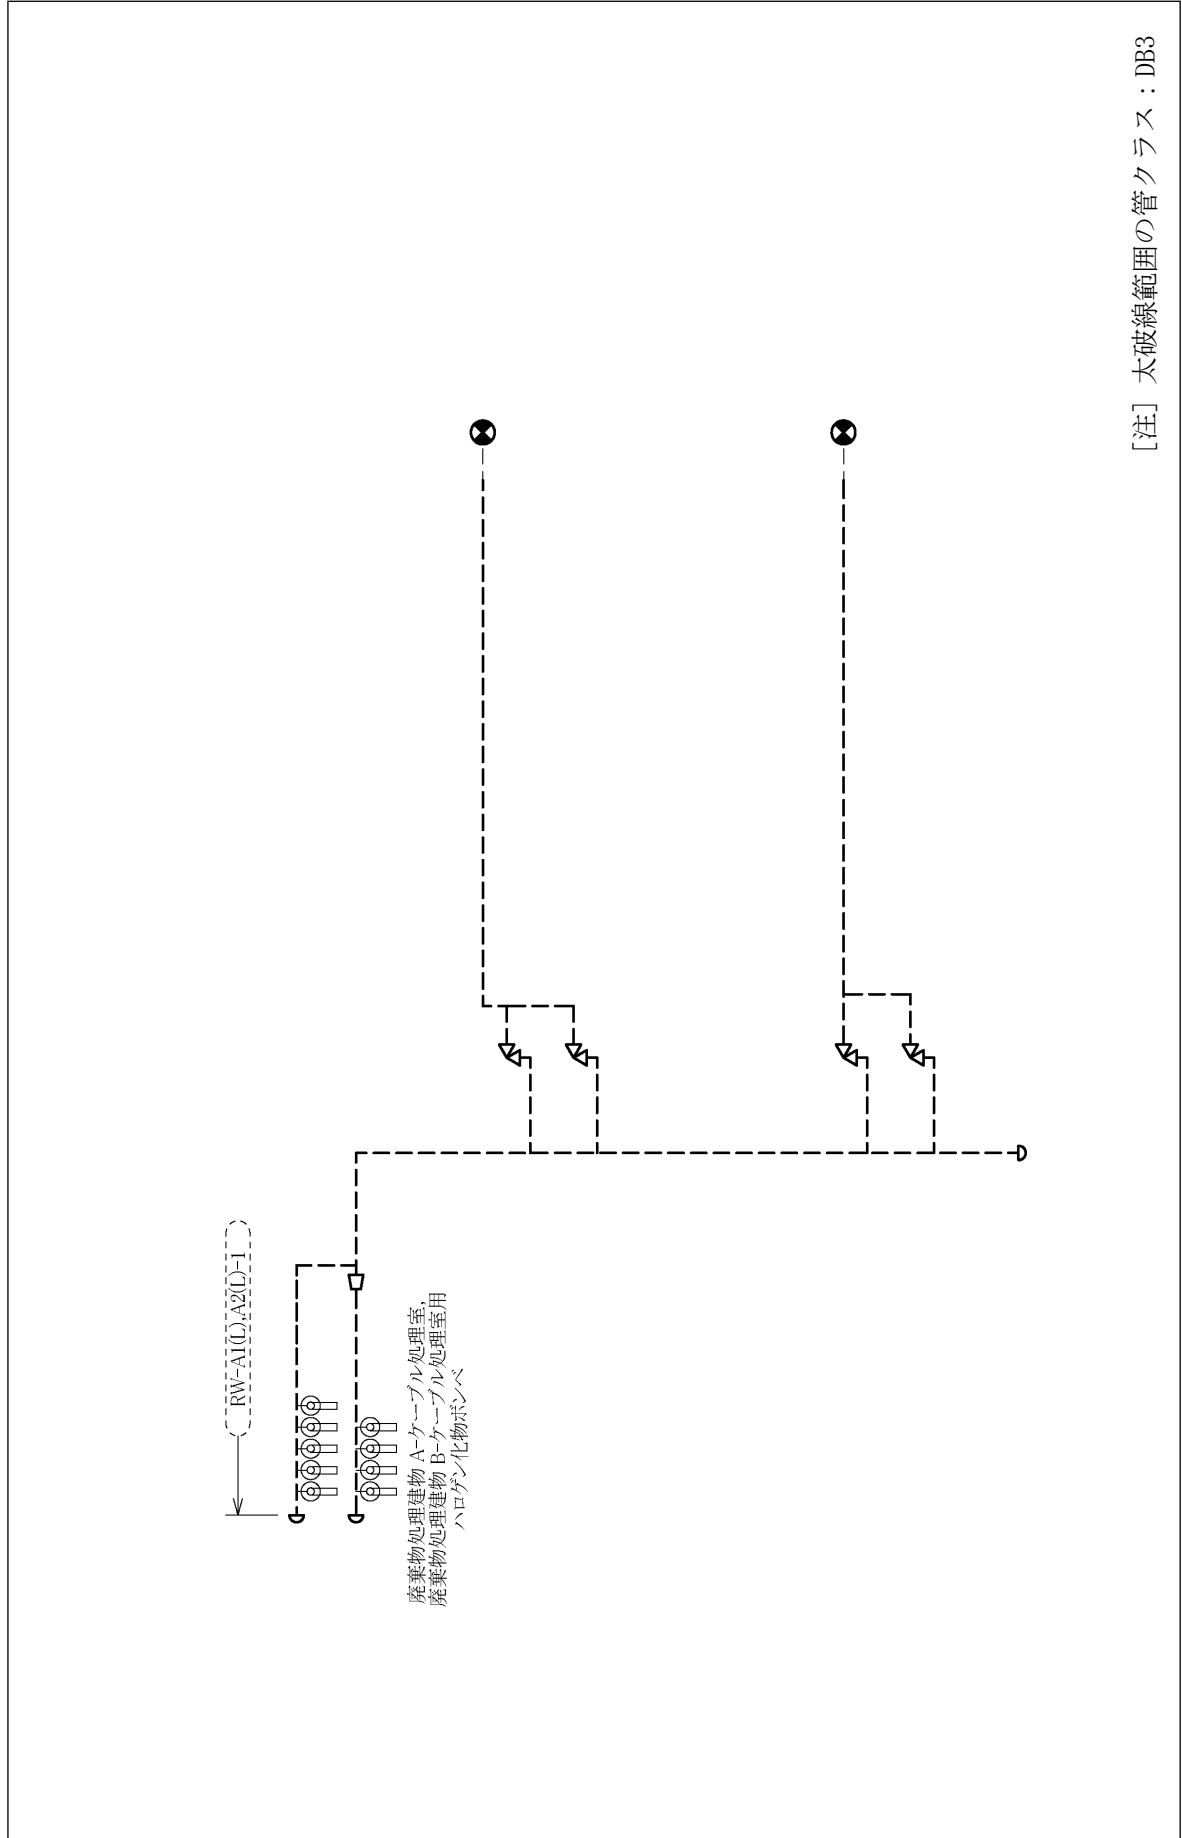 RW-A1(L),A2(L)-1
廃棄物処理建物 A-ケーブル処理室,
廃棄物処理建物 B-ケーブル処理室用
ハロゲン化物ボンベ
[注] 太破線範囲の管クラス:DB3